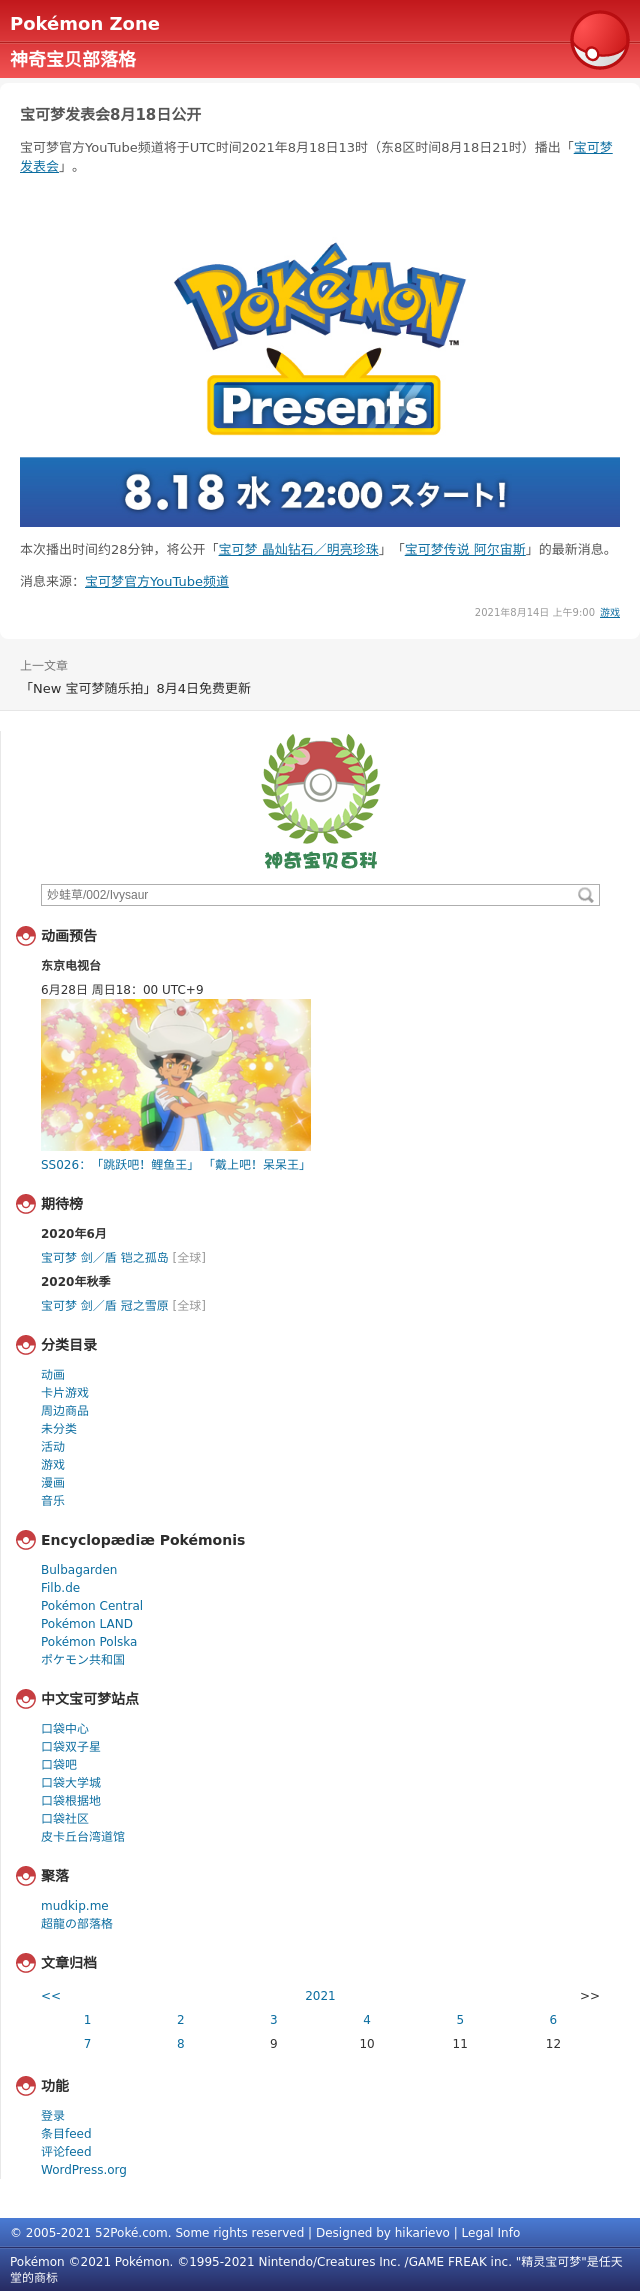 Pokémon Zone
神奇宝贝部落格
宝可梦发表会8月18日公开
宝可梦官方YouTube频道将于UTC时间2021年8月18日13时（东8区时间8月18日21时）播出「宝可梦
发表会」。
POKéMON
TM
Presents
8.18 水 22:00スタート!
本次播出时间约28分钟，将公开「宝可梦 晶灿钻石／明亮珍珠」「宝可梦传说 阿尔宙斯」的最新消息。
消息来源：宝可梦官方YouTube频道
2021年8月14日 上午9:00 游戏
上一文章
「New 宝可梦随乐拍」8月4日免费更新
神奇宝贝百科
妙蛙草/002/Ivysaur
动画预告
东京电视台
6月28日 周日18：00 UTC+9
SS026：「跳跃吧！鲤鱼王」「戴上吧！呆呆王」
期待榜
2020年6月
宝可梦 剑／盾 铠之孤岛 [全球]
2020年秋季
宝可梦 剑／盾 冠之雪原 [全球]
分类目录
动画
卡片游戏
周边商品
未分类
活动
游戏
漫画
音乐
Encyclopædiæ Pokémonis
Bulbagarden
Filb.de
Pokémon Central
Pokémon LAND
Pokémon Polska
ポケモン共和国
中文宝可梦站点
口袋中心
口袋双子星
口袋吧
口袋大学城
口袋根据地
口袋社区
皮卡丘台湾道馆
聚落
mudkip.me
超龍の部落格
文章归档
<< 2021 >>
1 2 3 4 5 6
7 8 9 10 11 12
功能
登录
条目feed
评论feed
WordPress.org
© 2005-2021 52Poké.com. Some rights reserved | Designed by hikarievo | Legal Info
Pokémon ©2021 Pokémon. ©1995-2021 Nintendo/Creatures Inc. /GAME FREAK inc. "精灵宝可梦"是任天
堂的商标